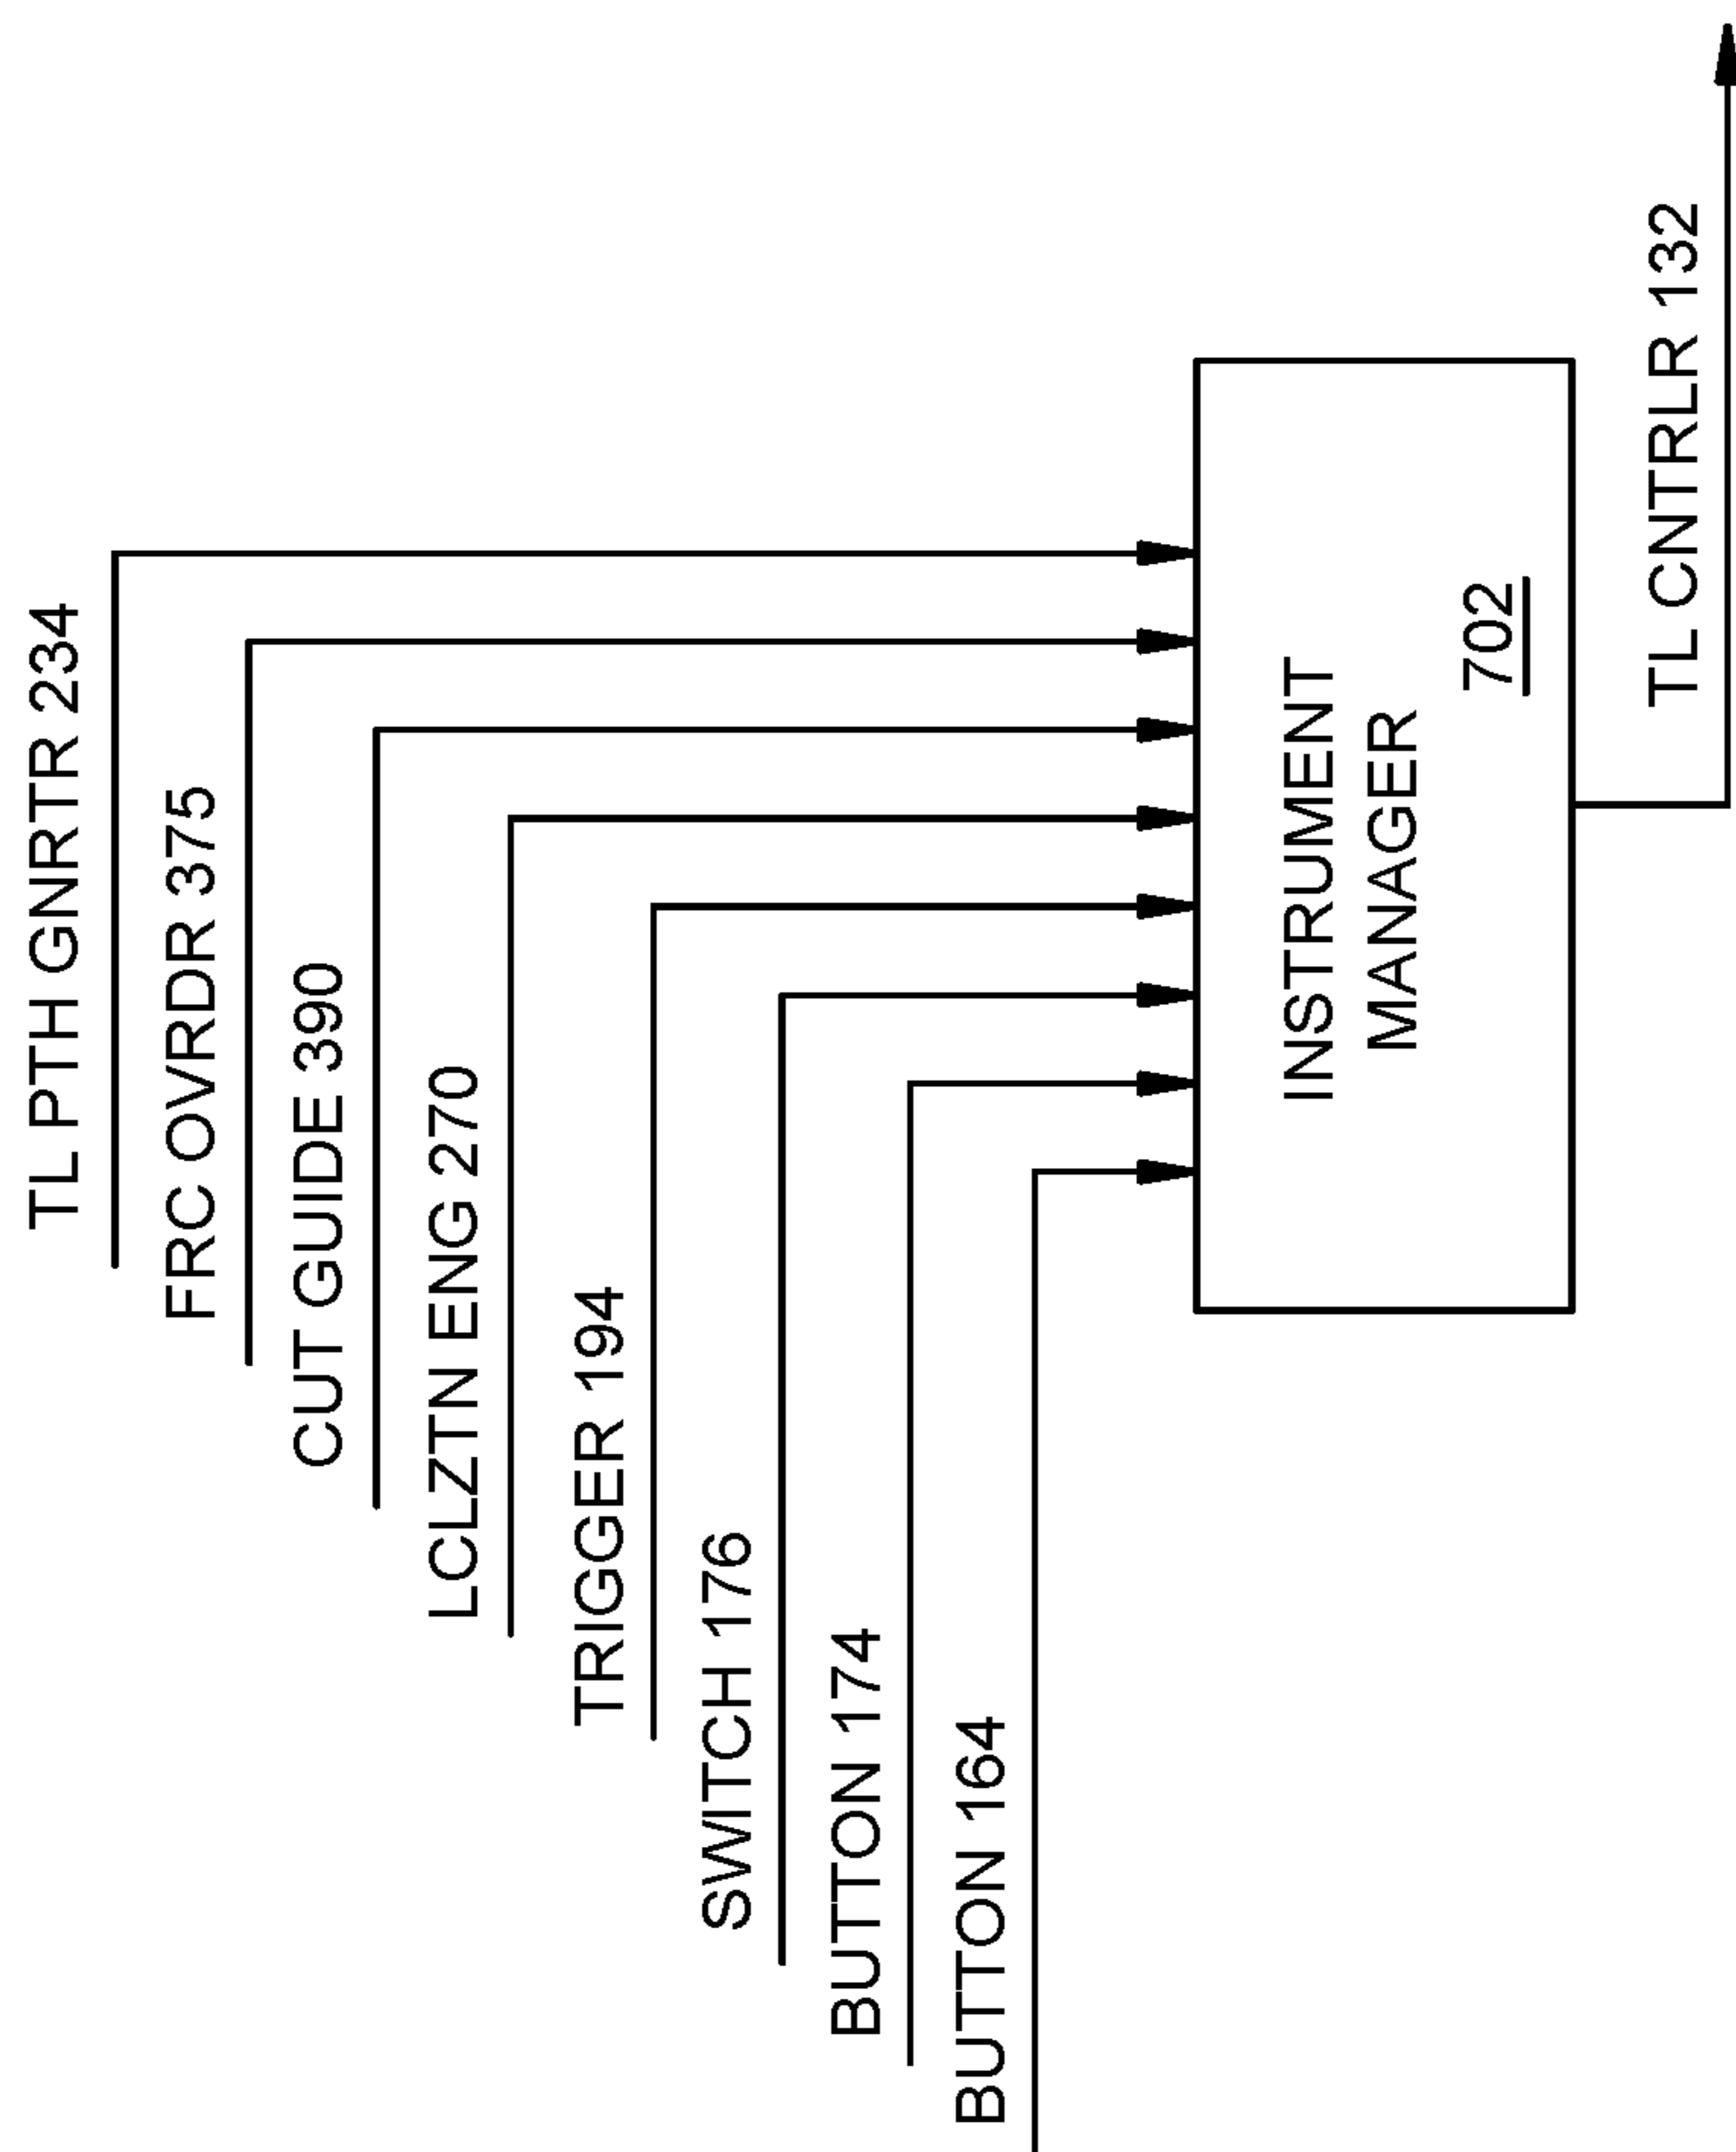 TL PTH GNRTR 234
FRC OVRDR 375
CUT GUIDE 390
LCLZTN ENG 270
TRIGGER 194
SWITCH 176
BUTTON 174
BUTTON 164
INSTRUMENT
MANAGER
702
TL CNTRLR 132